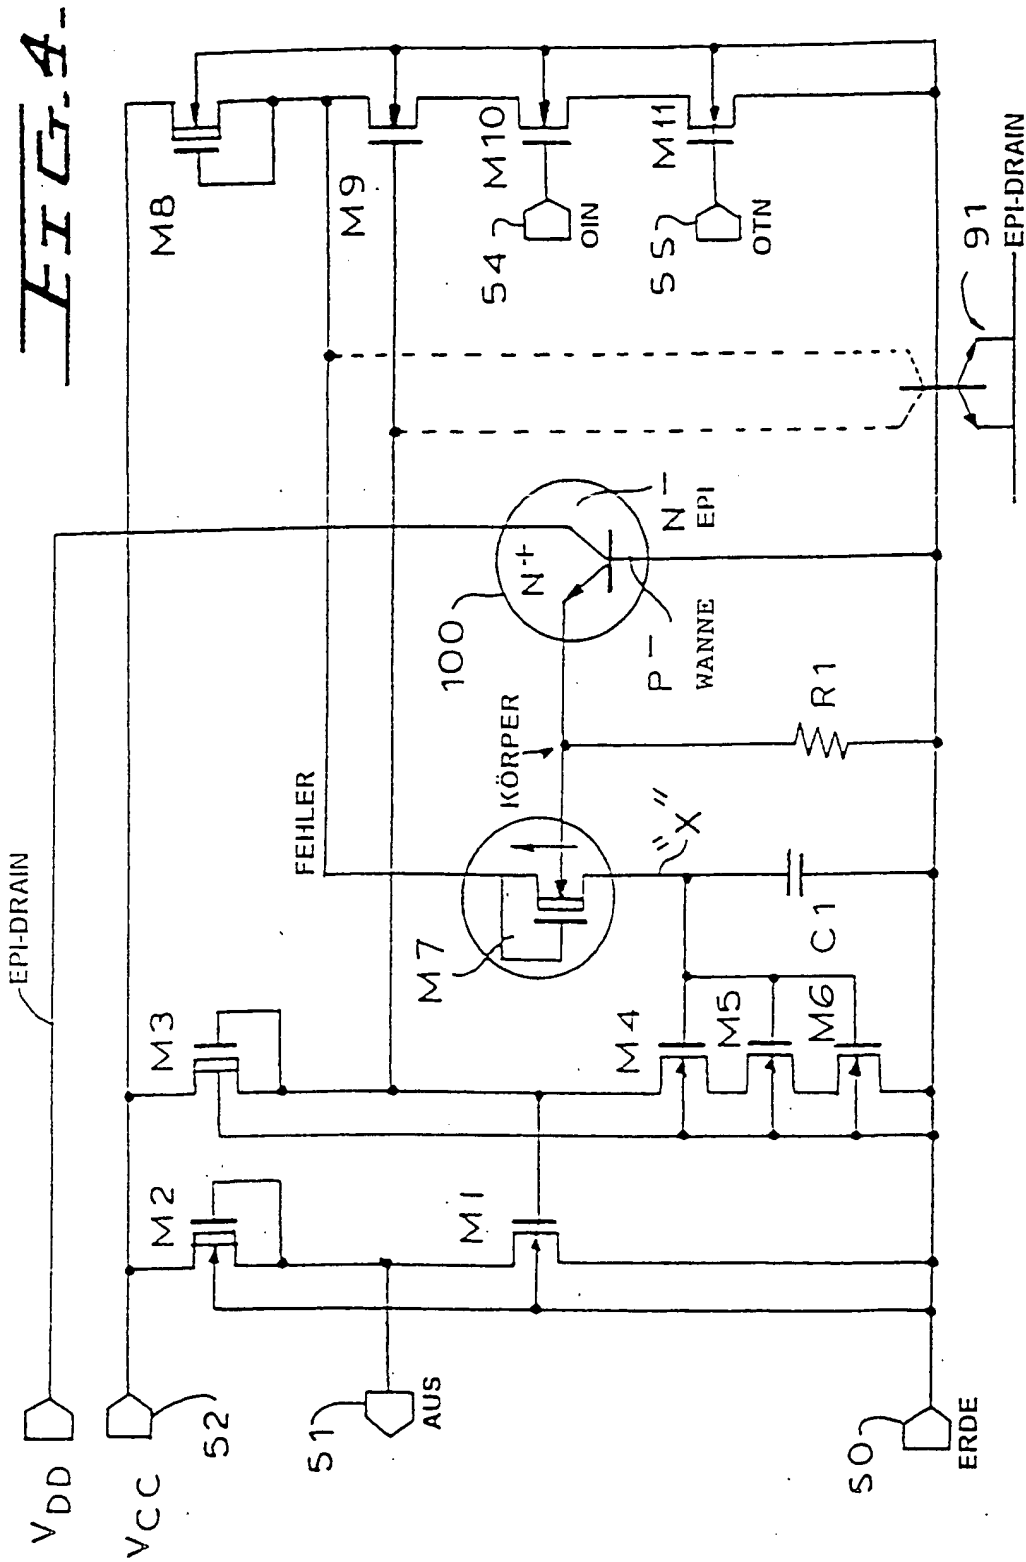 FIG. 4
EPI-DRAIN
VDD
VCC
52
M2
M3
FEHLER
M8
51
AUS
M1
M7
KÖRPER
100
N+
N-
EPI
P-
WANNE
M9
54
OIN
M10
55
OTN
M11
M4
M5
M6
"X"
C1
R1
50
ERDE
91
EPI-DRAIN